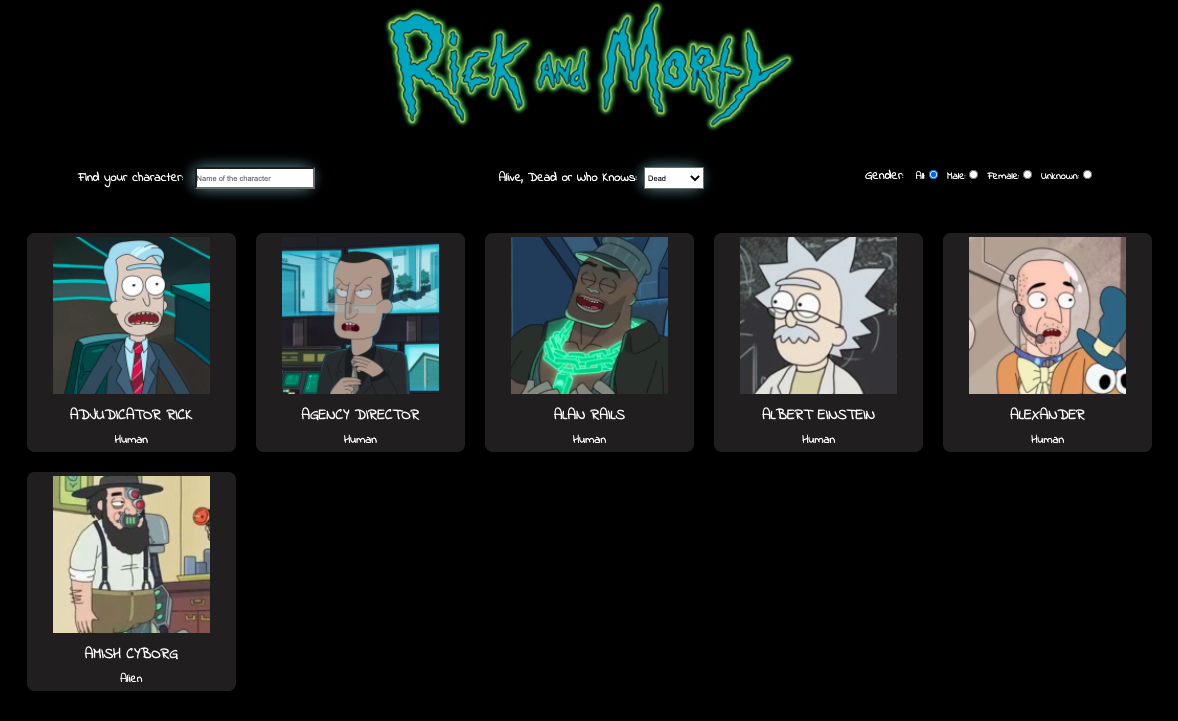 Rick and Morty
Find your character: Name of the character
Alive, Dead or Who Knows: Dead
Gender: All Male: Female: Unknown:
ADJUDICATOR RICK
Human
AGENCY DIRECTOR
Human
ALAN RAILS
Human
ALBERT EINSTEIN
Human
ALEXANDER
Human
AMISH CYBORG
Alien